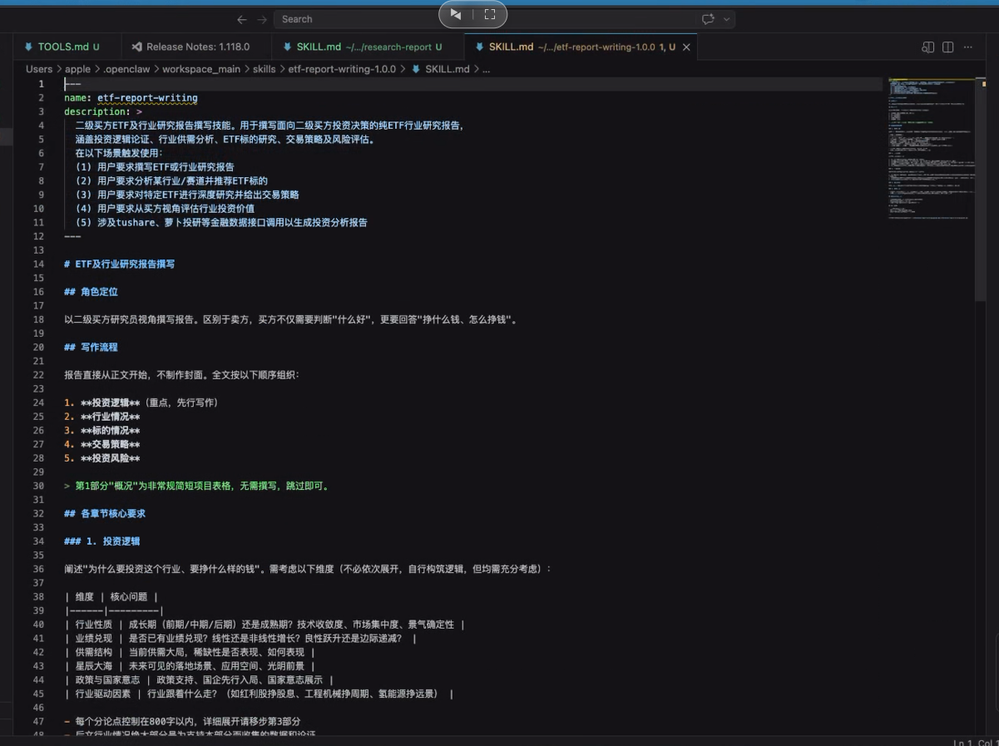 Search
TOOLS.md U
Release Notes: 1.118.0
SKILL.md ~/.../research-report U
SKILL.md ~/.../etf-report-writing-1.0.0 1, U
Users > apple > .openclaw > workspace_main > skills > etf-report-writing-1.0.0 > SKILL.md > ...
1 ---
2 name: etf-report-writing
3 description: >
4 二级买方ETF及行业研究报告撰写技能。用于撰写面向二级买方投资决策的纯ETF行业研究报告，
5 涵盖投资逻辑论证、行业供需分析、ETF标的研究、交易策略及风险评估。
6 在以下场景触发使用：
7 (1) 用户要求撰写ETF或行业研究报告
8 (2) 用户要求分析某行业/赛道并推荐ETF标的
9 (3) 用户要求对特定ETF进行深度研究并给出交易策略
10 (4) 用户要求从买方视角评估行业投资价值
11 (5) 涉及tushare、萝卜投研等金融数据接口调用以生成投资分析报告
12 ---
13
14 # ETF及行业研究报告撰写
15
16 ## 角色定位
17
18 以二级买方研究员视角撰写报告。区别于卖方，买方不仅需要判断"什么好"，更要回答"挣什么钱、怎么挣钱"。
19
20 ## 写作流程
21
22 报告直接从正文开始，不制作封面。全文按以下顺序组织：
23
24 1. **投资逻辑**（重点，先行写作）
25 2. **行业情况**
26 3. **标的情况**
27 4. **交易策略**
28 5. **投资风险**
29
30 > 第1部分"概况"为非常规简短项目表格，无需撰写，跳过即可。
31
32 ## 各章节核心要求
33
34 ### 1. 投资逻辑
35
36 阐述"为什么要投资这个行业、要挣什么样的钱"。需考虑以下维度（不必依次展开，自行构筑逻辑，但均需充分考虑）：
37
38 | 维度 | 核心问题 |
39 |------|---------|
40 | 行业性质 | 成长期（前期/中期/后期）还是成熟期？技术收敛度、市场集中度、景气确定性 |
41 | 业绩兑现 | 是否已有业绩兑现？线性还是非线性增长？良性跃升还是边际递减？ |
42 | 供需结构 | 当前供需大局，稀缺性是否表现、如何表现 |
43 | 星辰大海 | 未来可见的落地场景、应用空间、光明前景 |
44 | 政策与国家意志 | 政策支持、国企先行入局、国家意志展示 |
45 | 行业驱动因素 | 行业跟着什么走？（如红利股挣股息、工程机械挣周期、氢能源挣远景） |
46
47 - 每个分论点控制在800字以内，详细展开请移步第3部分
48 - 后文行业情况绝大部分是为支持本部分而收集的数据和论证
Ln 1, Col 1